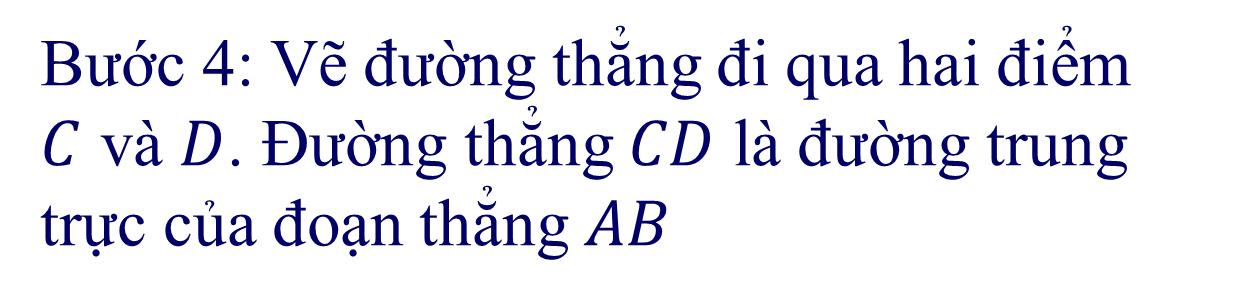 Bước 4: Vẽ đường thẳng đi qua hai điểm
C và D. Đường thẳng CD là đường trung
trực của đoạn thẳng AB